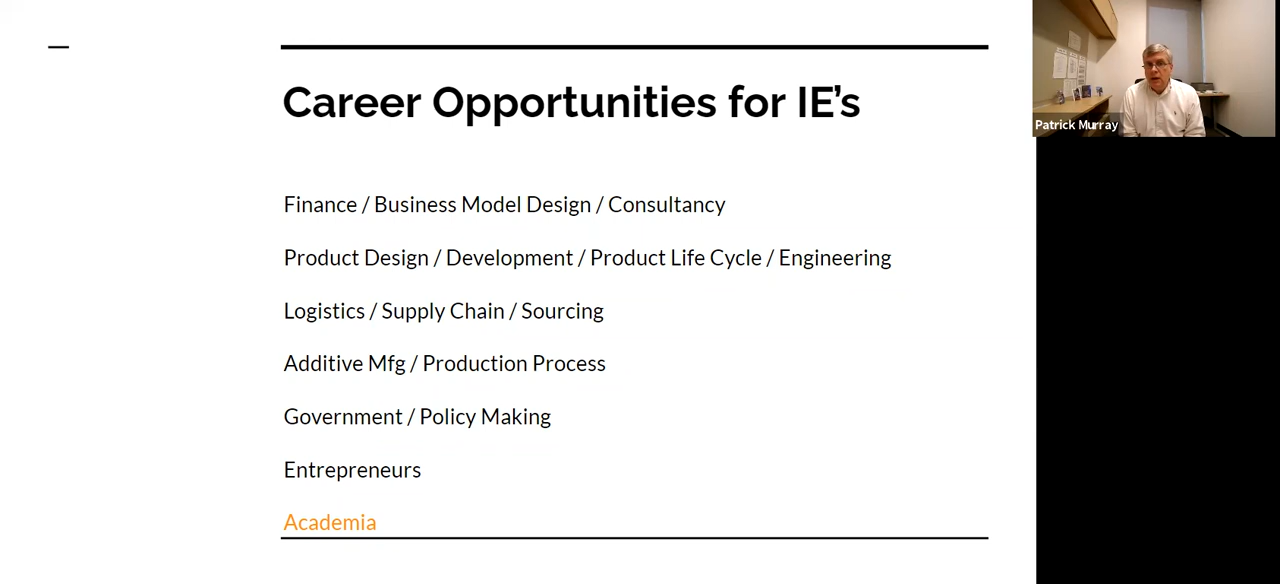 Career Opportunities for IE’s
Patrick Murray
Finance / Business Model Design / Consultancy
Product Design / Development / Product Life Cycle / Engineering
Logistics / Supply Chain / Sourcing
Additive Mfg / Production Process
Government / Policy Making
Entrepreneurs
Academia